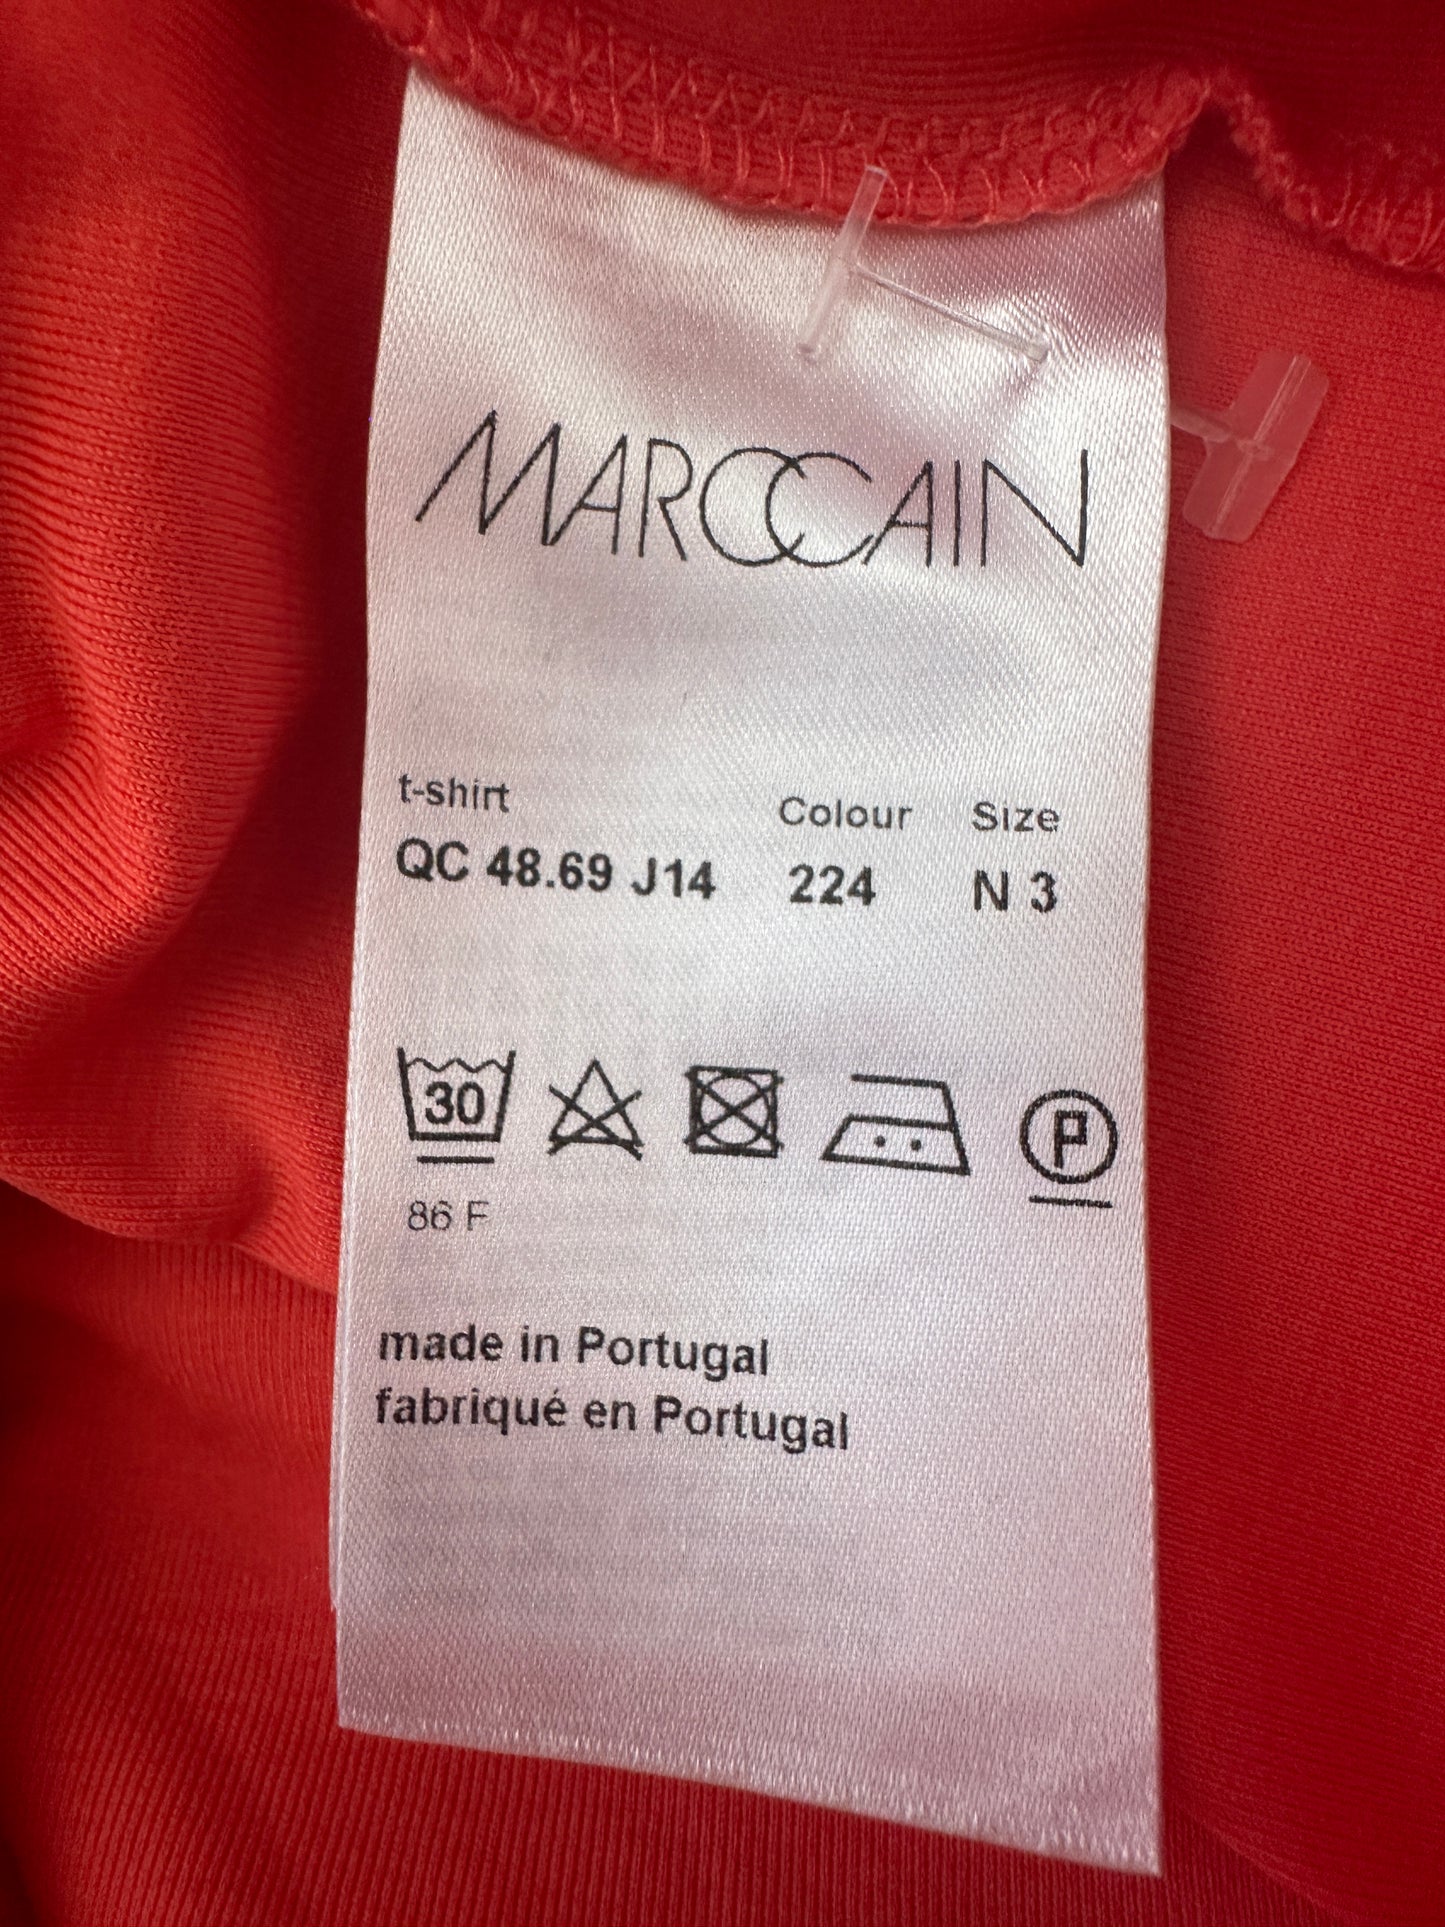 MARCCAIN
t-shirt Colour Size
QC 48.69 J14 224 N 3
30 P
86 F
made in Portugal
fabriqué en Portugal